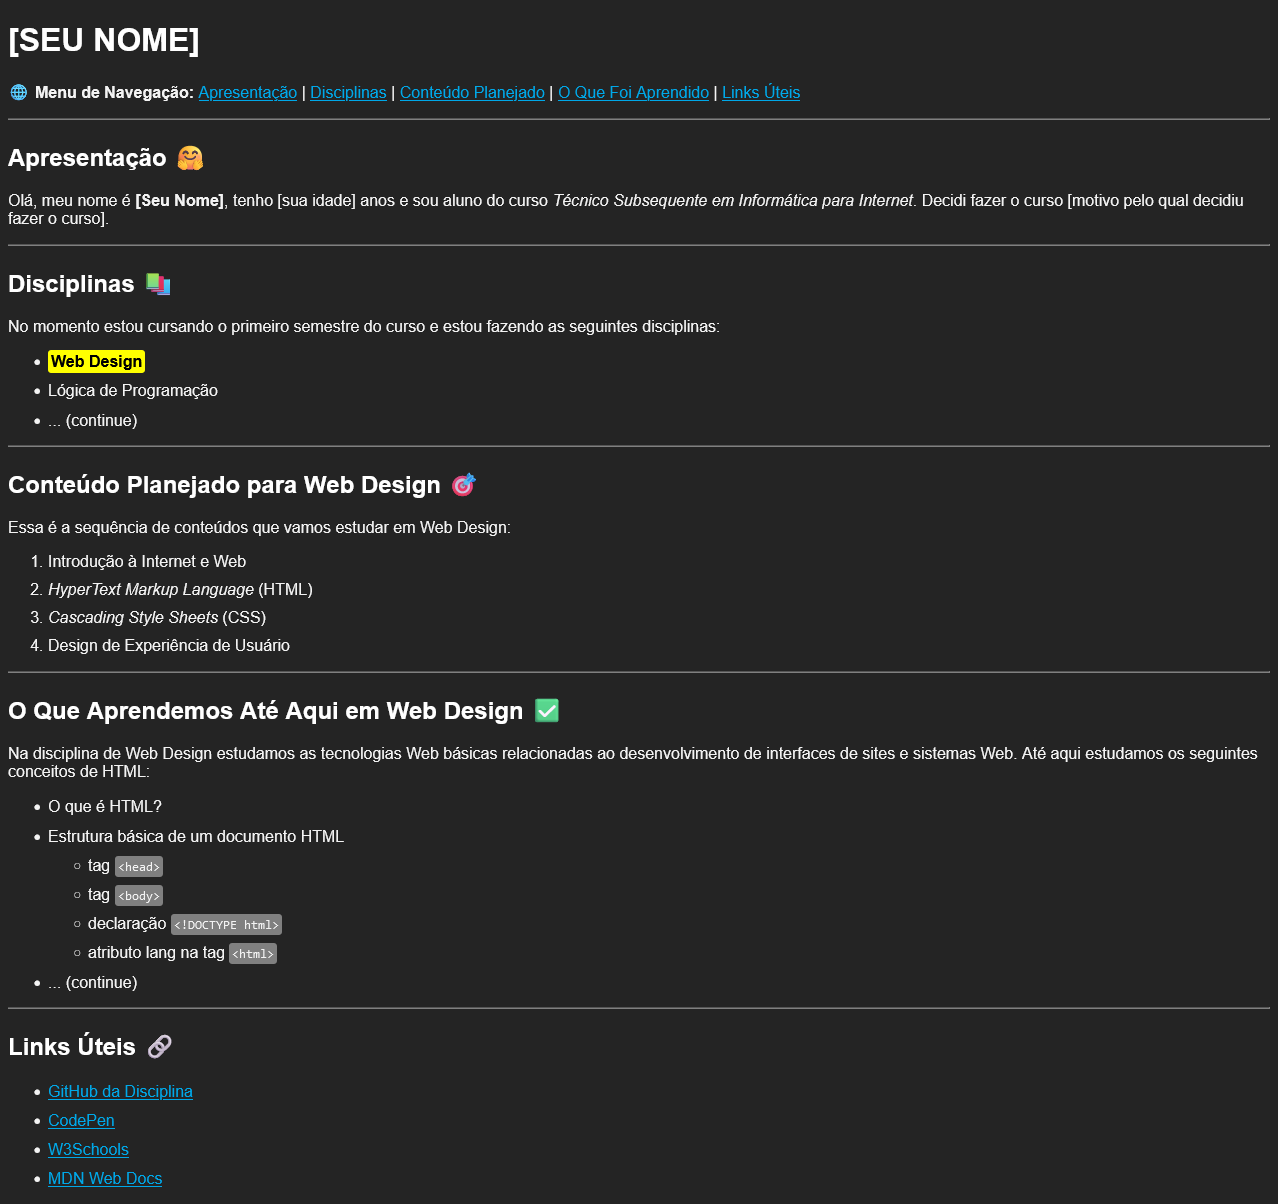 [SEU NOME]
🌐 Menu de Navegação: Apresentação | Disciplinas | Conteúdo Planejado | O Que Foi Aprendido | Links Úteis
Apresentação 🤗
Olá, meu nome é [Seu Nome], tenho [sua idade] anos e sou aluno do curso Técnico Subsequente em Informática para Internet. Decidi fazer o curso [motivo pelo qual decidiu
fazer o curso].
Disciplinas 📚
No momento estou cursando o primeiro semestre do curso e estou fazendo as seguintes disciplinas:
• Web Design
• Lógica de Programação
• ... (continue)
Conteúdo Planejado para Web Design 🎯
Essa é a sequência de conteúdos que vamos estudar em Web Design:
1. Introdução à Internet e Web
2. HyperText Markup Language (HTML)
3. Cascading Style Sheets (CSS)
4. Design de Experiência de Usuário
O Que Aprendemos Até Aqui em Web Design ✅
Na disciplina de Web Design estudamos as tecnologias Web básicas relacionadas ao desenvolvimento de interfaces de sites e sistemas Web. Até aqui estudamos os seguintes
conceitos de HTML:
• O que é HTML?
• Estrutura básica de um documento HTML
◦ tag <head>
◦ tag <body>
◦ declaração <!DOCTYPE html>
◦ atributo lang na tag <html>
• ... (continue)
Links Úteis 🔗
• GitHub da Disciplina
• CodePen
• W3Schools
• MDN Web Docs